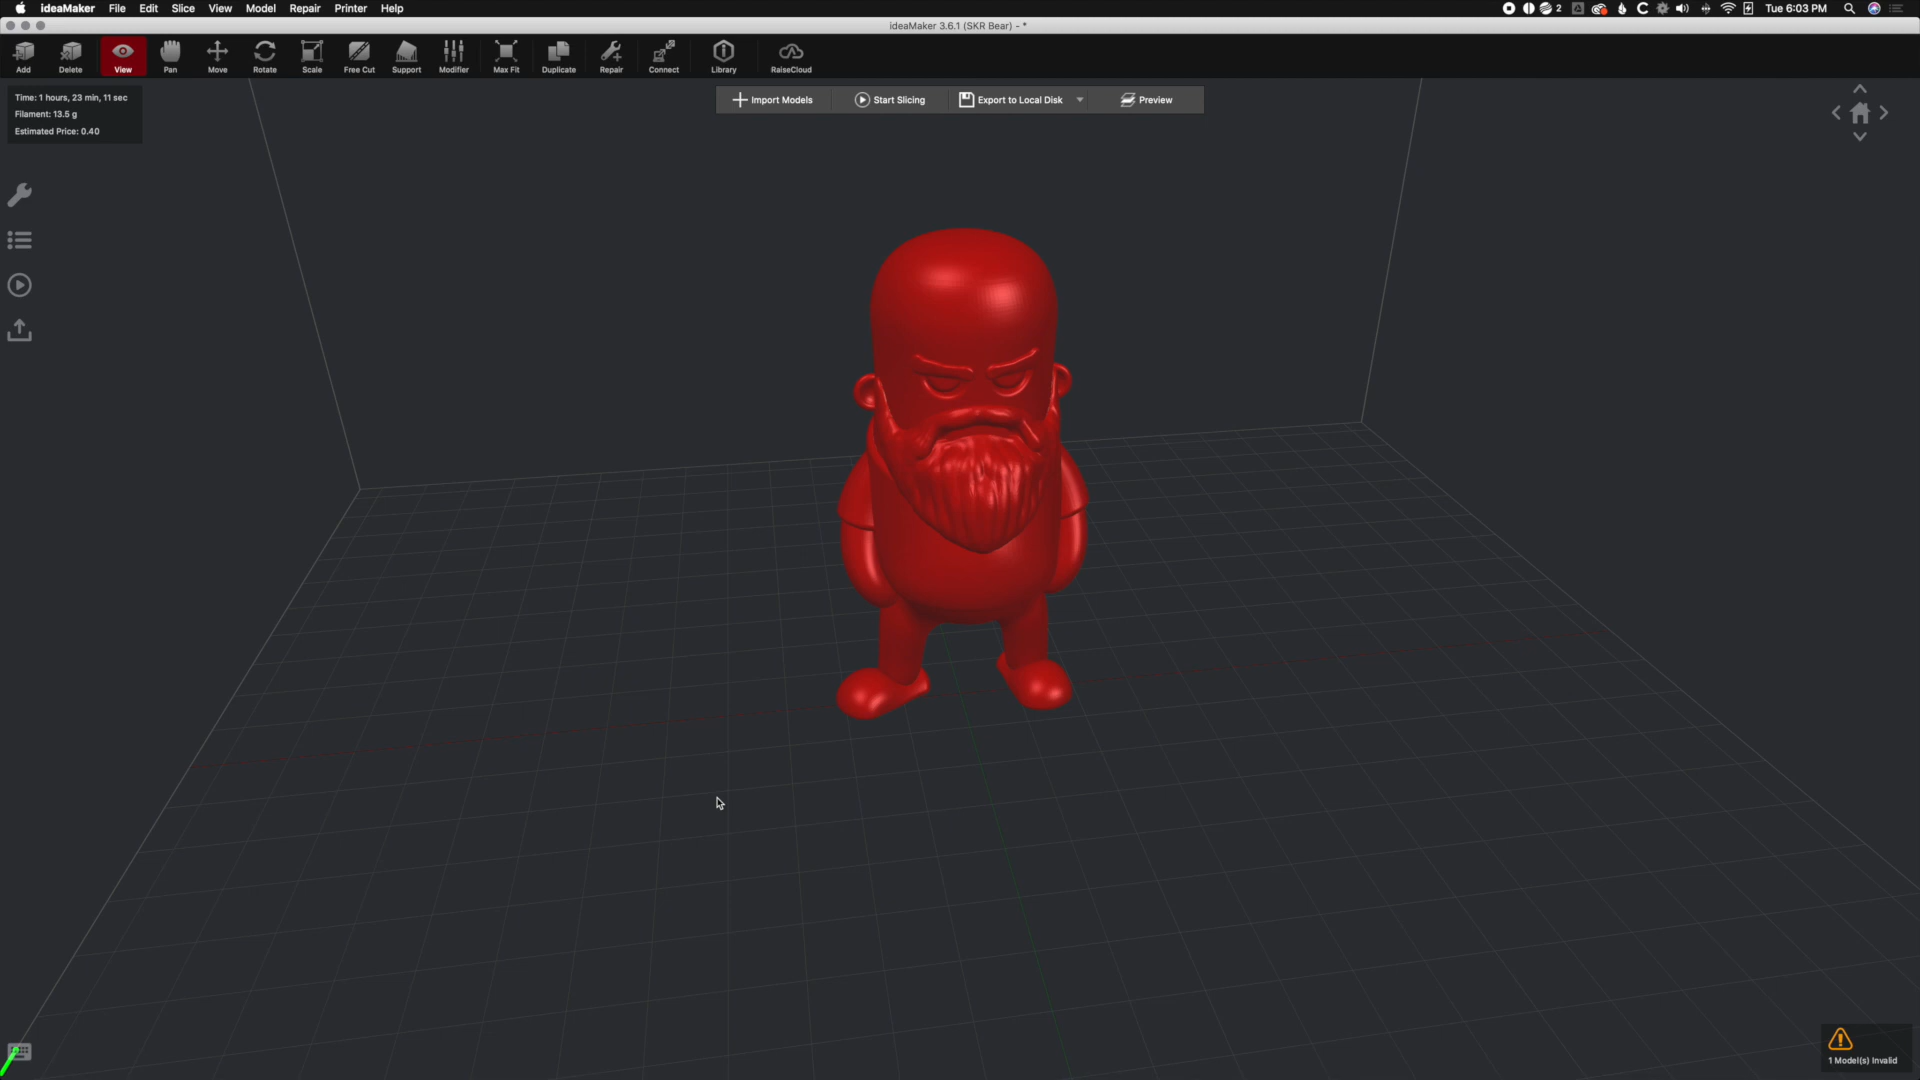 ideaMaker File Edit Slice View Model Repair Printer Help
2 Tue 6:03 PM
ideaMaker 3.6.1 (SKR Bear) - *
Add Delete View Pan Move Rotate Scale Free Cut Support Modifier Max Fit Duplicate Repair Connect Library RaiseCloud
Time: 1 hours, 23 min, 11 sec
Filament: 13.5 g
Estimated Price: 0.40
Import Models Start Slicing Export to Local Disk Preview
1 Model(s) Invalid